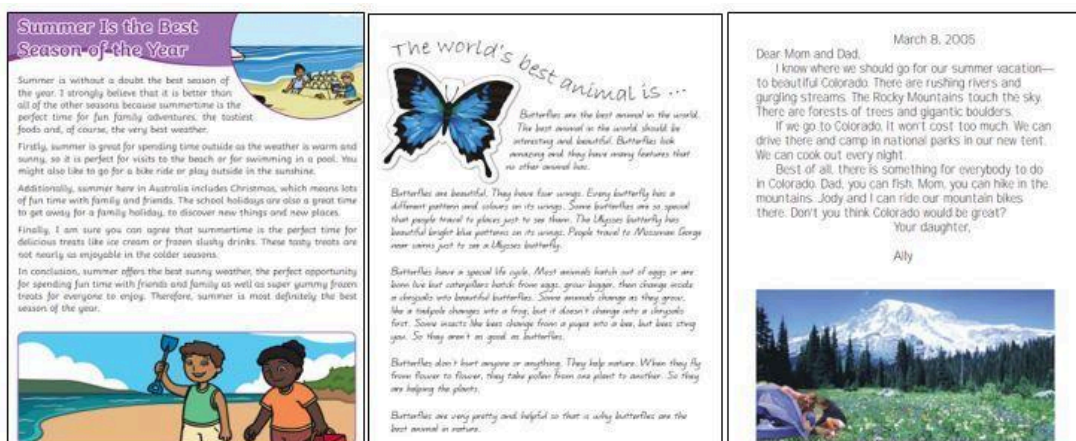 Summer Is the Best
Season of the Year
Summer is without a doubt the best season of
the year. I strongly believe that it is better than
all of the other seasons because summertime is the
perfect time for fun family adventures, the tastiest
foods and, of course, the very best weather.
Firstly, summer is great for spending time outside as the weather is warm and
sunny, so it is perfect for visits to the beach or for swimming in a pool. You
might also like to go for a bike ride or play outside in the sunshine.
Additionally, summer here in Australia includes Christmas, which means lots
of fun time with family and friends. The school holidays are also a great time
to get away for a family holiday, to discover new things and new places.
Finally, I am sure you can agree that summertime is the perfect time for
delicious treats like ice cream or frozen slushy drinks. These tasty treats are
not nearly as enjoyable in the colder seasons.
In conclusion, summer offers the best sunny weather, the perfect opportunity
for spending fun time with friends and family as well as super yummy frozen
treats for everyone to enjoy. Therefore, summer is most definitely the best
season of the year.
The world's best animal is ...
Butterflies are the best animal in the world.
The best animal in the world should be
interesting and beautiful. Butterflies look
amazing and they have many features that
no other animal has.
Butterflies are beautiful. They have four wings. Every butterfly has a
different pattern and colours on its wings. Some butterflies are so special
that people travel to places just to see them. The Ulysses butterfly has
beautiful bright blue patterns on its wings. People travel to Mossman Gorge
near cairns just to see a Ulysses butterfly.
Butterflies have a special life cycle. Most animals hatch out of eggs or are
born live but caterpillars hatch from eggs, grow bigger, then change inside
a chrysalis into beautiful butterflies. Some animals change as they grow,
like a tadpole changes into a frog, but it doesn't change into a chrysalis
first. Some insects like bees change from a pupa into a bee, but bees sting
you. So they aren't as good as butterflies.
Butterflies don't hurt anyone or anything. They help nature. When they fly
from flower to flower, they take pollen from one plant to another. So they
are helping the plants.
Butterflies are very pretty and helpful so that is why butterflies are the
best animal in nature.
March 8, 2005
Dear Mom and Dad,
I know where we should go for our summer vacation—
to beautiful Colorado. There are rushing rivers and
gurgling streams. The Rocky Mountains touch the sky.
There are forests of trees and gigantic boulders.
If we go to Colorado, It won't cost too much. We can
drive there and camp in national parks in our new tent.
We can cook out every night.
Best of all, there is something for everybody to do
in Colorado. Dad, you can fish. Mom, you can hike in the
mountains. Jody and I can ride our mountain bikes
there. Don't you think Colorado would be great?
Your daughter,
Ally